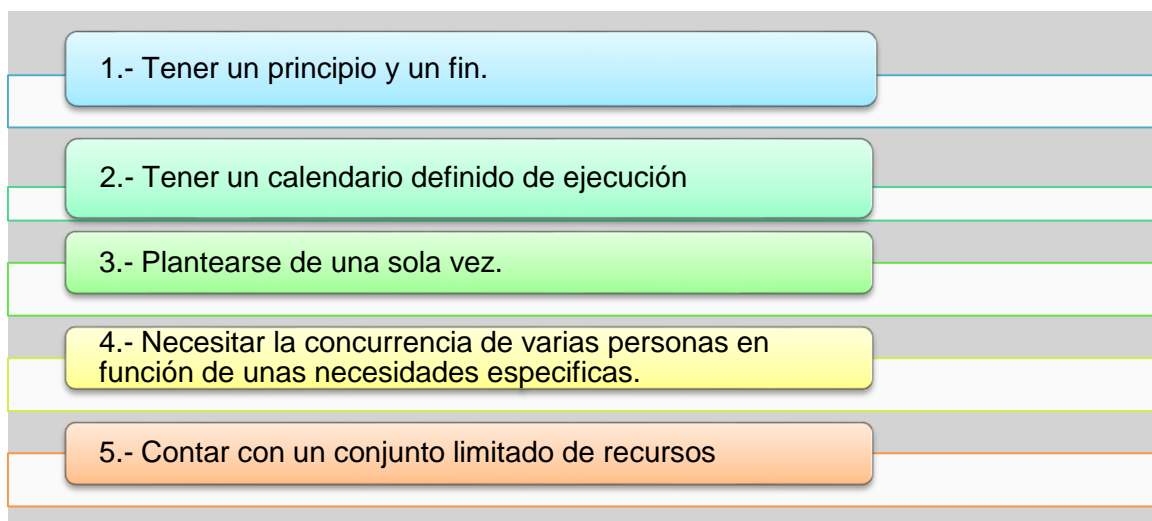 1.- Tener un principio y un fin.
2.- Tener un calendario definido de ejecución
3.- Plantearse de una sola vez.
4.- Necesitar la concurrencia de varias personas en
función de unas necesidades especificas.
5.- Contar con un conjunto limitado de recursos